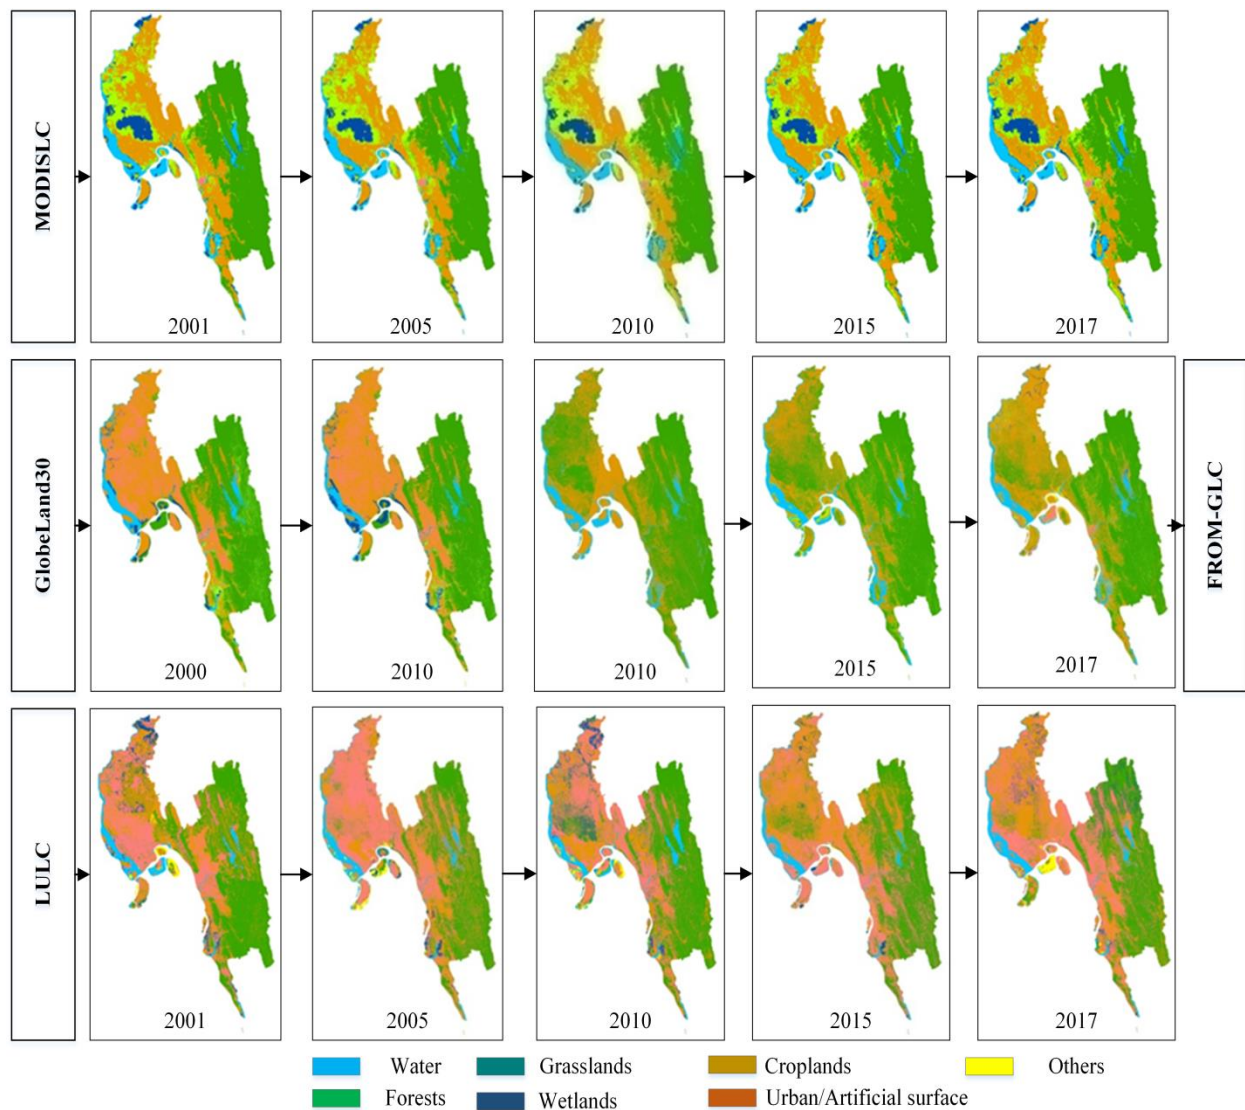 MODISLC
2001
2005
2010
2015
2017
GlobeLand30
2000
2010
2010
2015
2017
FROM-GLC
LULC
2001
2005
2010
2015
2017
Water
Grasslands
Croplands
Others
Forests
Wetlands
Urban/Artificial surface